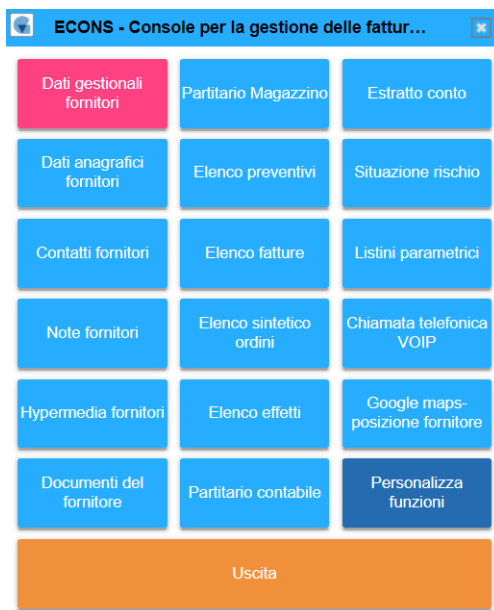 ECONS - Console per la gestione delle fattur...
Dati gestionali
fornitori
Partitario Magazzino
Estratto conto
Dati anagrafici
fornitori
Elenco preventivi
Situazione rischio
Contatti fornitori
Elenco fatture
Listini parametrici
Note fornitori
Elenco sintetico
ordini
Chiamata telefonica
VOIP
Hypermedia fornitori
Elenco effetti
Google maps-
posizione fornitore
Documenti del
fornitore
Partitario contabile
Personalizza
funzioni
Uscita